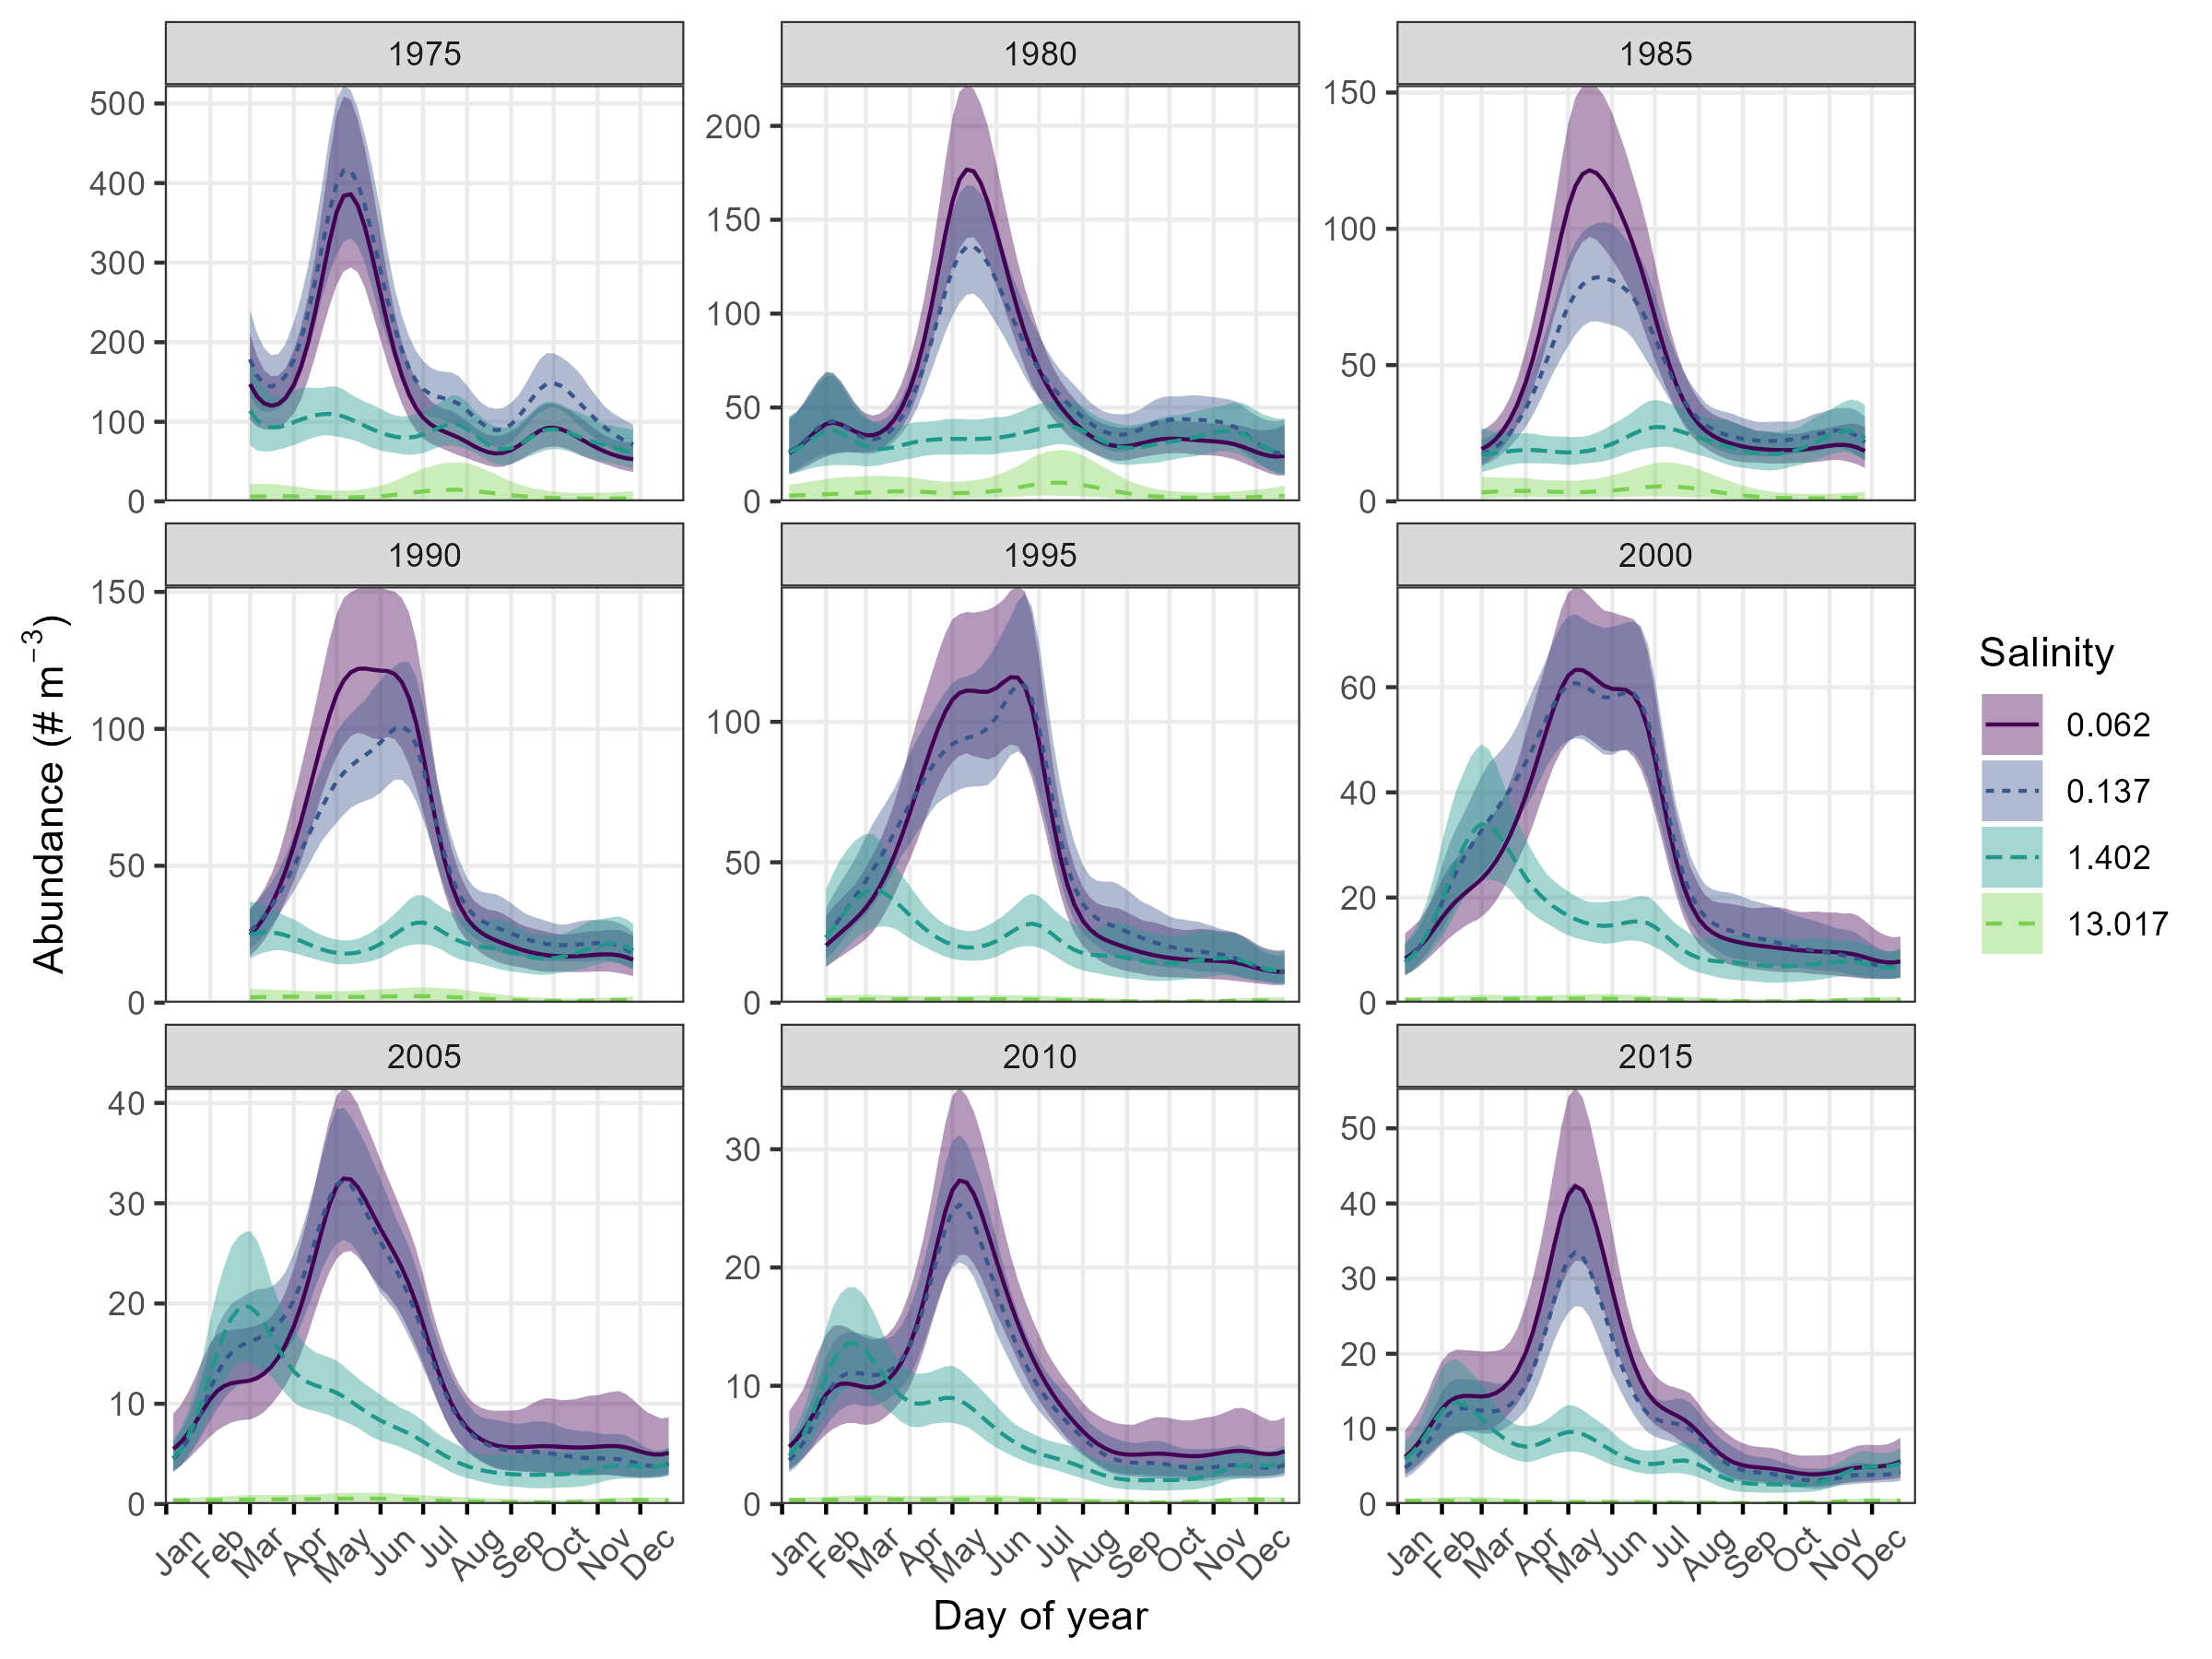 1975 1980 1985
500 400 300 200 100 0
200 150 100 50 0
150 100 50 0
1990 1995 2000
150 100 50 0
100 50 0
60 40 20 0
2005 2010 2015
40 30 20 10 0
30 20 10 0
50 40 30 20 10 0
Jan Feb Mar Apr May Jun Jul Aug Sep Oct Nov Dec
Jan Feb Mar Apr May Jun Jul Aug Sep Oct Nov Dec
Jan Feb Mar Apr May Jun Jul Aug Sep Oct Nov Dec
Day of year
Abundance (# m⁻³)
Salinity
0.062
0.137
1.402
13.017